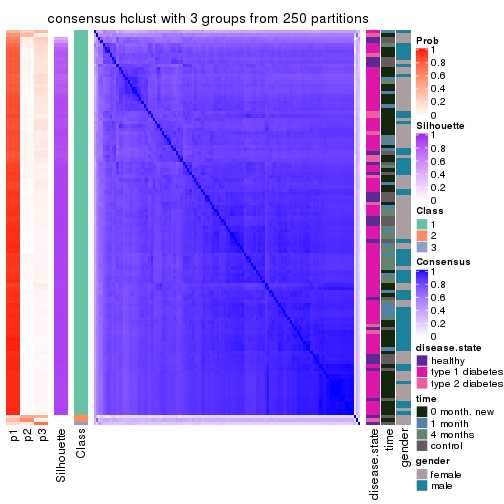 consensus hclust with 3 groups from 250 partitions
Prob
1
0.8
0.6
0.4
0.2
0
Silhouette
1
0.8
0.6
0.4
0.2
0
Class
1
2
3
Consensus
1
0.8
0.6
0.4
0.2
0
disease.state
healthy
type 1 diabetes
type 2 diabetes
time
0 month, new
1 month
4 months
control
gender
female
male
p1
p2
p3
Silhouette
Class
disease.state
time
gender